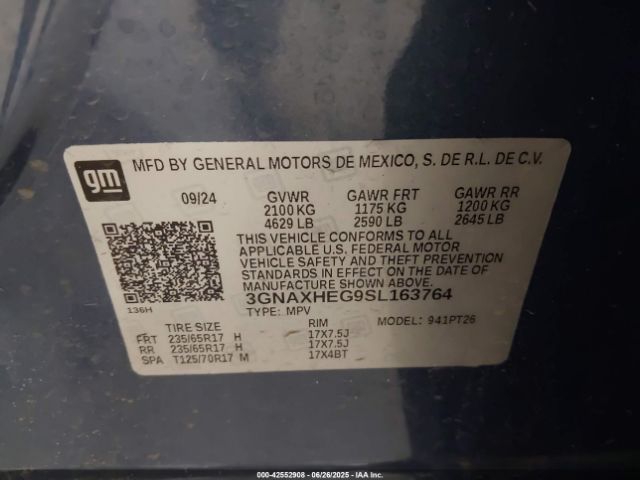 gm
MFD BY GENERAL MOTORS DE MEXICO, S. DE R.L. DE C.V.
09/24 GVWR GAWR FRT GAWR RR
2100 KG 1175 KG 1200 KG
4629 LB 2590 LB 2645 LB
THIS VEHICLE CONFORMS TO ALL
APPLICABLE U.S. FEDERAL MOTOR
VEHICLE SAFETY AND THEFT PREVENTION
STANDARDS IN EFFECT ON THE DATE OF
MANUFACTURE SHOWN ABOVE.
3GNAXHEG9SL163764
136H
TYPE: MPV MODEL: 941PT26
TIRE SIZE RIM
FRT 235/65R17 H 17X7.5J
RR 235/65R17 H 17X7.5J
SPA T125/70R17 M 17X4BT
000-42552908 - 06/26/2025 - IAA Inc.